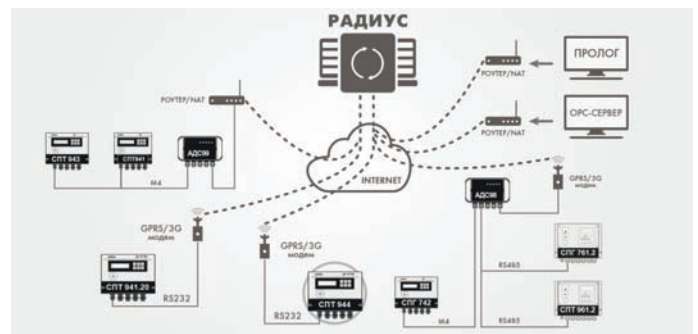 РАДИУС
РОУТЕР/NAT
ПРОЛОГ
РОУТЕР/NAT
OPC-СЕРВЕР
РОУТЕР/NAT
СПТ 943
СПТ941
АДС99
M4
INTERNET
GPRS/3G
модем
АДС98
GPRS/3G
модем
GPRS/3G
модем
СПТ 941.20
RS232
RS232
СПТ 944
СПГ 742
M4
RS485
СПГ 761.2
RS485
СПТ 961.2